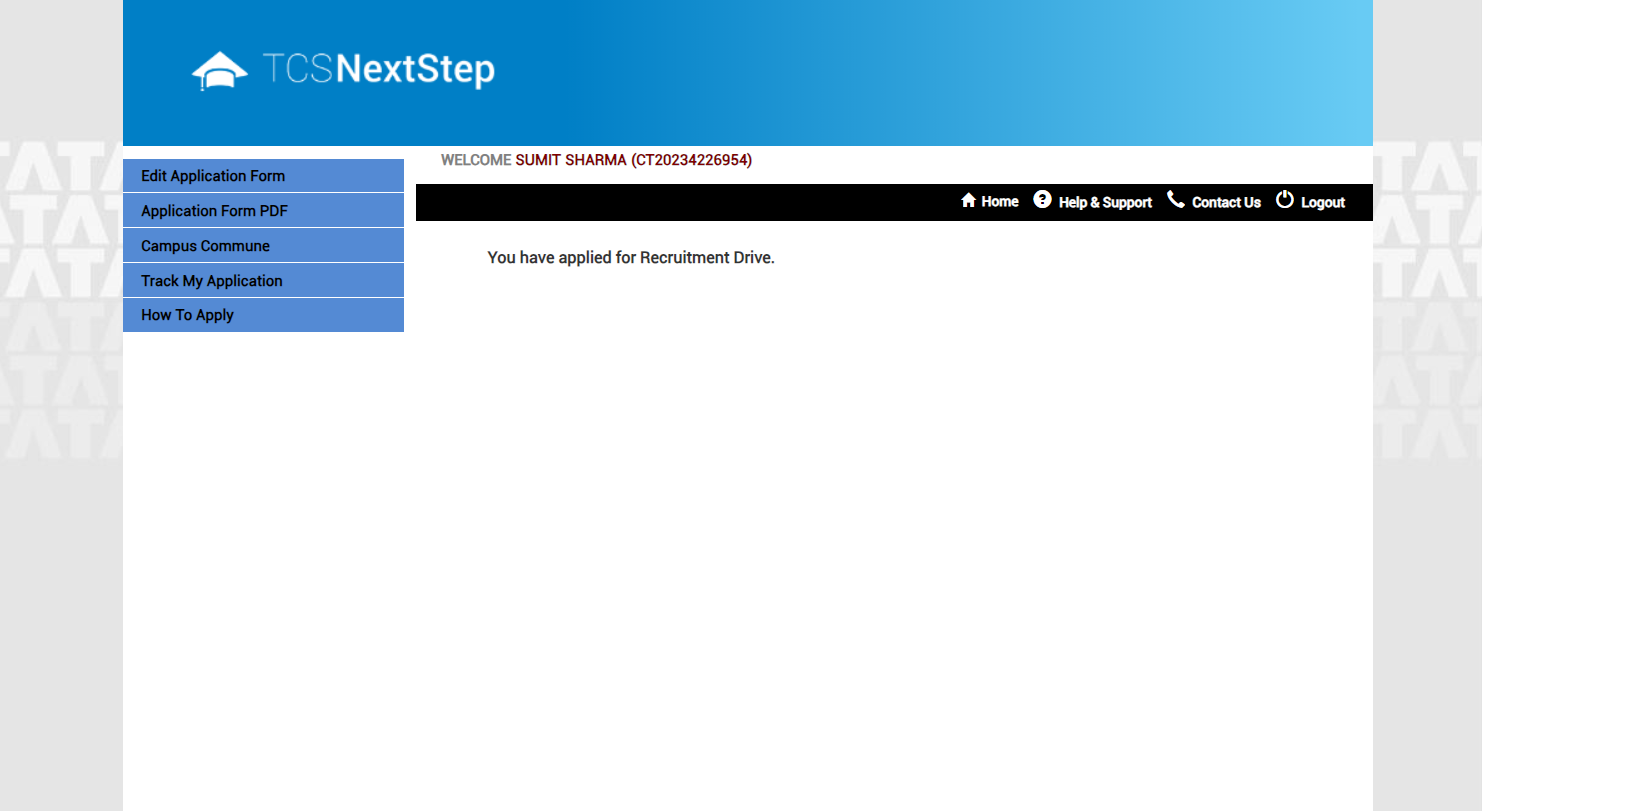 TCSNextStep
WELCOME SUMIT SHARMA (CT20234226954)
Edit Application Form
Application Form PDF
Campus Commune
Track My Application
How To Apply
Home Help & Support Contact Us Logout
You have applied for Recruitment Drive.